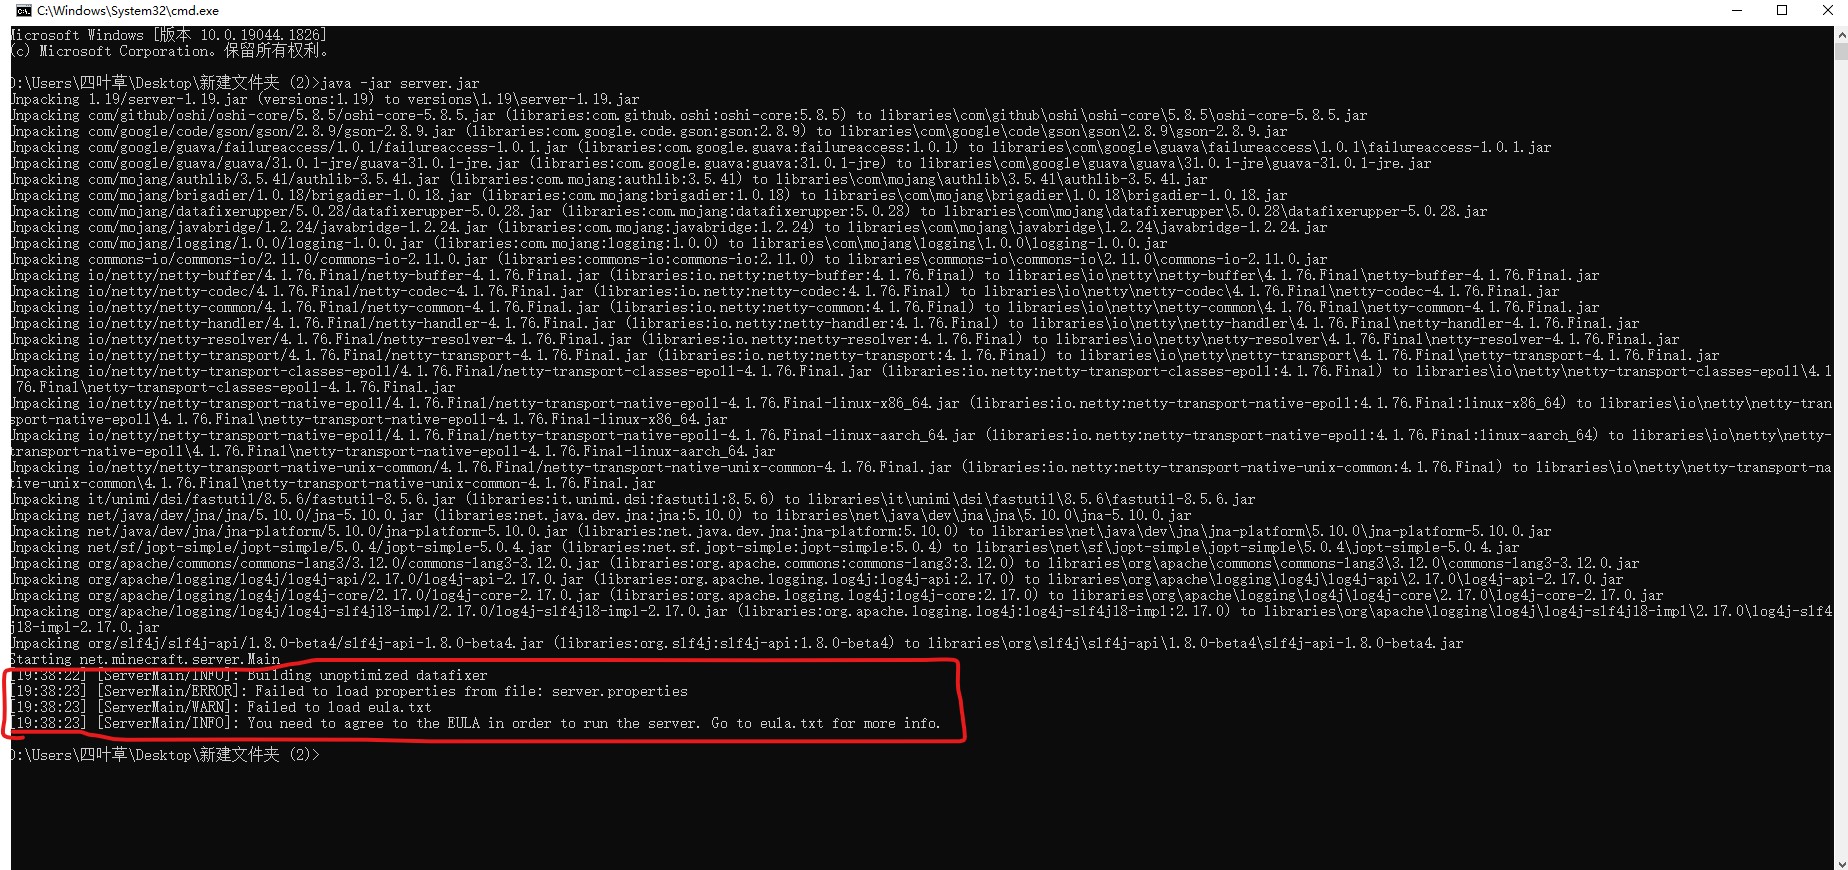 C:\Windows\System32\cmd.exe
Microsoft Windows [版本 10.0.19044.1826]
(c) Microsoft Corporation。保留所有权利。
D:\Users\四叶草\Desktop\新建文件夹 (2)>java -jar server.jar
Unpacking 1.19/server-1.19.jar (versions:1.19) to versions\1.19\server-1.19.jar
Unpacking com/github/oshi/oshi-core/5.8.5/oshi-core-5.8.5.jar (libraries:com.github.oshi:oshi-core:5.8.5) to libraries\com\github\oshi\oshi-core\5.8.5\oshi-core-5.8.5.jar
Unpacking com/google/code/gson/gson/2.8.9/gson-2.8.9.jar (libraries:com.google.code.gson:gson:2.8.9) to libraries\com\google\code\gson\gson\2.8.9\gson-2.8.9.jar
Unpacking com/google/guava/failureaccess/1.0.1/failureaccess-1.0.1.jar (libraries:com.google.guava:failureaccess:1.0.1) to libraries\com\google\guava\failureaccess\1.0.1\failureaccess-1.0.1.jar
Unpacking com/google/guava/guava/31.0.1-jre/guava-31.0.1-jre.jar (libraries:com.google.guava:guava:31.0.1-jre) to libraries\com\google\guava\guava\31.0.1-jre\guava-31.0.1-jre.jar
Unpacking com/mojang/authlib/3.5.41/authlib-3.5.41.jar (libraries:com.mojang:authlib:3.5.41) to libraries\com\mojang\authlib\3.5.41\authlib-3.5.41.jar
Unpacking com/mojang/brigadier/1.0.18/brigadier-1.0.18.jar (libraries:com.mojang:brigadier:1.0.18) to libraries\com\mojang\brigadier\1.0.18\brigadier-1.0.18.jar
Unpacking com/mojang/datafixerupper/5.0.28/datafixerupper-5.0.28.jar (libraries:com.mojang:datafixerupper:5.0.28) to libraries\com\mojang\datafixerupper\5.0.28\datafixerupper-5.0.28.jar
Unpacking com/mojang/javabridge/1.2.24/javabridge-1.2.24.jar (libraries:com.mojang:javabridge:1.2.24) to libraries\com\mojang\javabridge\1.2.24\javabridge-1.2.24.jar
Unpacking com/mojang/logging/1.0.0/logging-1.0.0.jar (libraries:com.mojang:logging:1.0.0) to libraries\com\mojang\logging\1.0.0\logging-1.0.0.jar
Unpacking commons-io/commons-io/2.11.0/commons-io-2.11.0.jar (libraries:commons-io:commons-io:2.11.0) to libraries\commons-io\commons-io\2.11.0\commons-io-2.11.0.jar
Unpacking io/netty/netty-buffer/4.1.76.Final/netty-buffer-4.1.76.Final.jar (libraries:io.netty:netty-buffer:4.1.76.Final) to libraries\io\netty\netty-buffer\4.1.76.Final\netty-buffer-4.1.76.Final.jar
Unpacking io/netty/netty-codec/4.1.76.Final/netty-codec-4.1.76.Final.jar (libraries:io.netty:netty-codec:4.1.76.Final) to libraries\io\netty\netty-codec\4.1.76.Final\netty-codec-4.1.76.Final.jar
Unpacking io/netty/netty-common/4.1.76.Final/netty-common-4.1.76.Final.jar (libraries:io.netty:netty-common:4.1.76.Final) to libraries\io\netty\netty-common\4.1.76.Final\netty-common-4.1.76.Final.jar
Unpacking io/netty/netty-handler/4.1.76.Final/netty-handler-4.1.76.Final.jar (libraries:io.netty:netty-handler:4.1.76.Final) to libraries\io\netty\netty-handler\4.1.76.Final\netty-handler-4.1.76.Final.jar
Unpacking io/netty/netty-resolver/4.1.76.Final/netty-resolver-4.1.76.Final.jar (libraries:io.netty:netty-resolver:4.1.76.Final) to libraries\io\netty\netty-resolver\4.1.76.Final\netty-resolver-4.1.76.Final.jar
Unpacking io/netty/netty-transport/4.1.76.Final/netty-transport-4.1.76.Final.jar (libraries:io.netty:netty-transport:4.1.76.Final) to libraries\io\netty\netty-transport\4.1.76.Final\netty-transport-4.1.76.Final.jar
Unpacking io/netty/netty-transport-classes-epoll/4.1.76.Final/netty-transport-classes-epoll-4.1.76.Final.jar (libraries:io.netty:netty-transport-classes-epoll:4.1.76.Final) to libraries\io\netty\netty-transport-classes-epoll\4.1
.76.Final\netty-transport-classes-epoll-4.1.76.Final.jar
Unpacking io/netty/netty-transport-native-epoll/4.1.76.Final/netty-transport-native-epoll-4.1.76.Final-linux-x86_64.jar (libraries:io.netty:netty-transport-native-epoll:4.1.76.Final:linux-x86_64) to libraries\io\netty\netty-tran
sport-native-epoll\4.1.76.Final\netty-transport-native-epoll-4.1.76.Final-linux-x86_64.jar
Unpacking io/netty/netty-transport-native-epoll/4.1.76.Final/netty-transport-native-epoll-4.1.76.Final-linux-aarch_64.jar (libraries:io.netty:netty-transport-native-epoll:4.1.76.Final:linux-aarch_64) to libraries\io\netty\netty-
transport-native-epoll\4.1.76.Final\netty-transport-native-epoll-4.1.76.Final-linux-aarch_64.jar
Unpacking io/netty/netty-transport-native-unix-common/4.1.76.Final/netty-transport-native-unix-common-4.1.76.Final.jar (libraries:io.netty:netty-transport-native-unix-common:4.1.76.Final) to libraries\io\netty\netty-transport-na
tive-unix-common\4.1.76.Final\netty-transport-native-unix-common-4.1.76.Final.jar
Unpacking it/unimi/dsi/fastutil/8.5.6/fastutil-8.5.6.jar (libraries:it.unimi.dsi:fastutil:8.5.6) to libraries\it\unimi\dsi\fastutil\8.5.6\fastutil-8.5.6.jar
Unpacking net/java/dev/jna/jna/5.10.0/jna-5.10.0.jar (libraries:net.java.dev.jna:jna:5.10.0) to libraries\net\java\dev\jna\jna\5.10.0\jna-5.10.0.jar
Unpacking net/java/dev/jna/jna-platform/5.10.0/jna-platform-5.10.0.jar (libraries:net.java.dev.jna:jna-platform:5.10.0) to libraries\net\java\dev\jna\jna-platform\5.10.0\jna-platform-5.10.0.jar
Unpacking net/sf/jopt-simple/jopt-simple/5.0.4/jopt-simple-5.0.4.jar (libraries:net.sf.jopt-simple:jopt-simple:5.0.4) to libraries\net\sf\jopt-simple\jopt-simple\5.0.4\jopt-simple-5.0.4.jar
Unpacking org/apache/commons/commons-lang3/3.12.0/commons-lang3-3.12.0.jar (libraries:org.apache.commons:commons-lang3:3.12.0) to libraries\org\apache\commons\commons-lang3\3.12.0\commons-lang3-3.12.0.jar
Unpacking org/apache/logging/log4j/log4j-api/2.17.0/log4j-api-2.17.0.jar (libraries:org.apache.logging.log4j:log4j-api:2.17.0) to libraries\org\apache\logging\log4j\log4j-api\2.17.0\log4j-api-2.17.0.jar
Unpacking org/apache/logging/log4j/log4j-core/2.17.0/log4j-core-2.17.0.jar (libraries:org.apache.logging.log4j:log4j-core:2.17.0) to libraries\org\apache\logging\log4j\log4j-core\2.17.0\log4j-core-2.17.0.jar
Unpacking org/apache/logging/log4j/log4j-slf4j18-impl/2.17.0/log4j-slf4j18-impl-2.17.0.jar (libraries:org.apache.logging.log4j:log4j-slf4j18-impl:2.17.0) to libraries\org\apache\logging\log4j\log4j-slf4j18-impl\2.17.0\log4j-slf4
j18-impl-2.17.0.jar
Unpacking org/slf4j/slf4j-api/1.8.0-beta4/slf4j-api-1.8.0-beta4.jar (libraries:org.slf4j:slf4j-api:1.8.0-beta4) to libraries\org\slf4j\slf4j-api\1.8.0-beta4\slf4j-api-1.8.0-beta4.jar
Starting net.minecraft.server.Main
[19:38:22] [ServerMain/INFO]: Building unoptimized datafixer
[19:38:23] [ServerMain/ERROR]: Failed to load properties from file: server.properties
[19:38:23] [ServerMain/WARN]: Failed to load eula.txt
[19:38:23] [ServerMain/INFO]: You need to agree to the EULA in order to run the server. Go to eula.txt for more info.
D:\Users\四叶草\Desktop\新建文件夹 (2)>